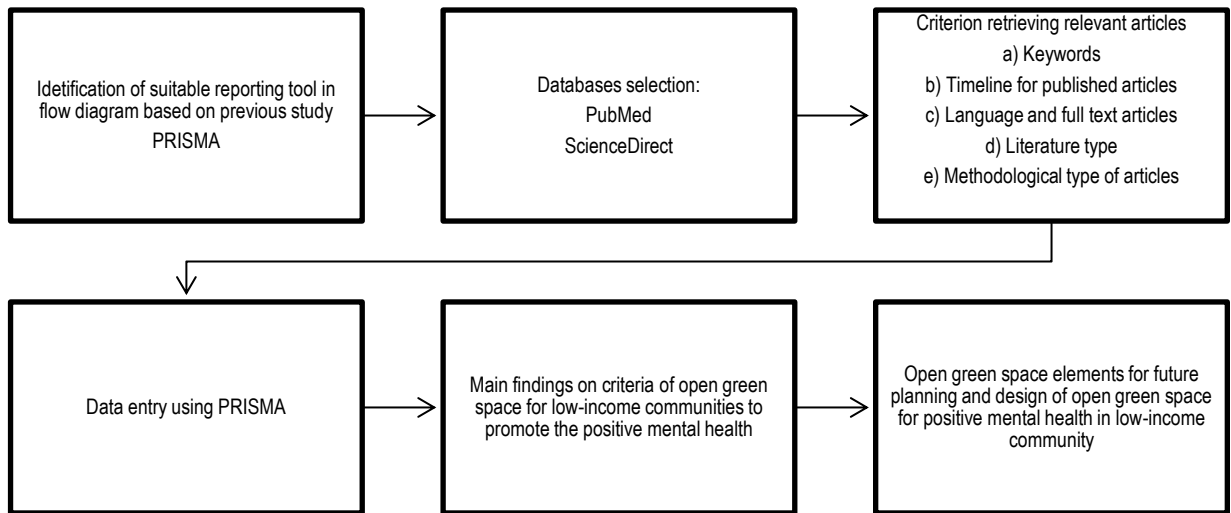 Idetification of suitable reporting tool in
flow diagram based on previous study
PRISMA
Databases selection:
PubMed
ScienceDirect
Criterion retrieving relevant articles
a) Keywords
b) Timeline for published articles
c) Language and full text articles
d) Literature type
e) Methodological type of articles
Data entry using PRISMA
Main findings on criteria of open green
space for low-income communities to
promote the positive mental health
Open green space elements for future
planning and design of open green space
for positive mental health in low-income
community